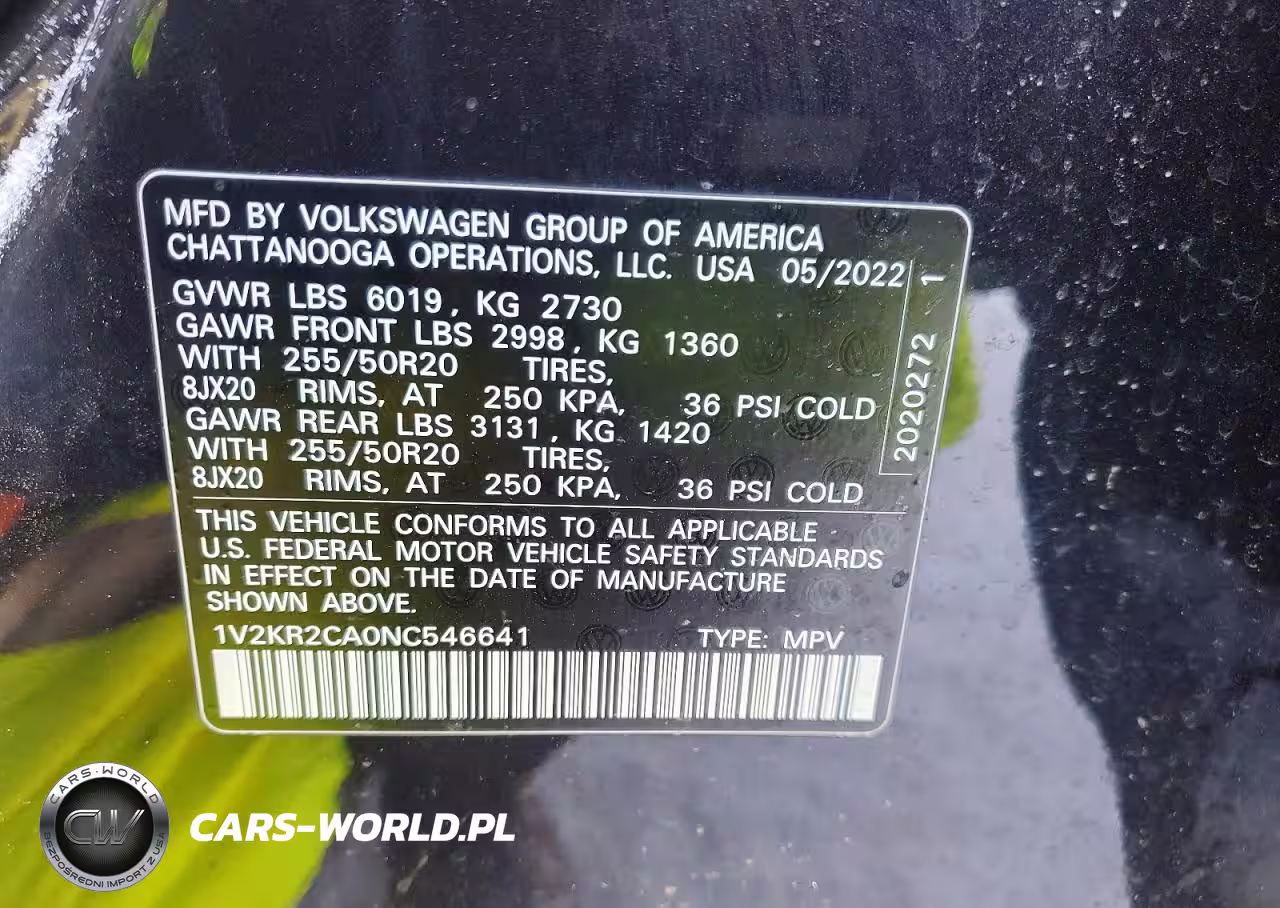 MFD BY VOLKSWAGEN GROUP OF AMERICA
CHATTANOOGA OPERATIONS, LLC. USA 05/2022
GVWR LBS 6019, KG 2730
GAWR FRONT LBS 2998, KG 1360
WITH 255/50R20 TIRES,
8JX20 RIMS, AT 250 KPA, 36 PSI COLD
GAWR REAR LBS 3131, KG 1420
WITH 255/50R20 TIRES,
8JX20 RIMS, AT 250 KPA, 36 PSI COLD
2020272 1
THIS VEHICLE CONFORMS TO ALL APPLICABLE
U.S. FEDERAL MOTOR VEHICLE SAFETY STANDARDS
IN EFFECT ON THE DATE OF MANUFACTURE
SHOWN ABOVE.
1V2KR2CA0NC546641 TYPE: MPV
CARS-WORLD
CW
BEZPOŚREDNI IMPORT Z USA
CARS-WORLD.PL